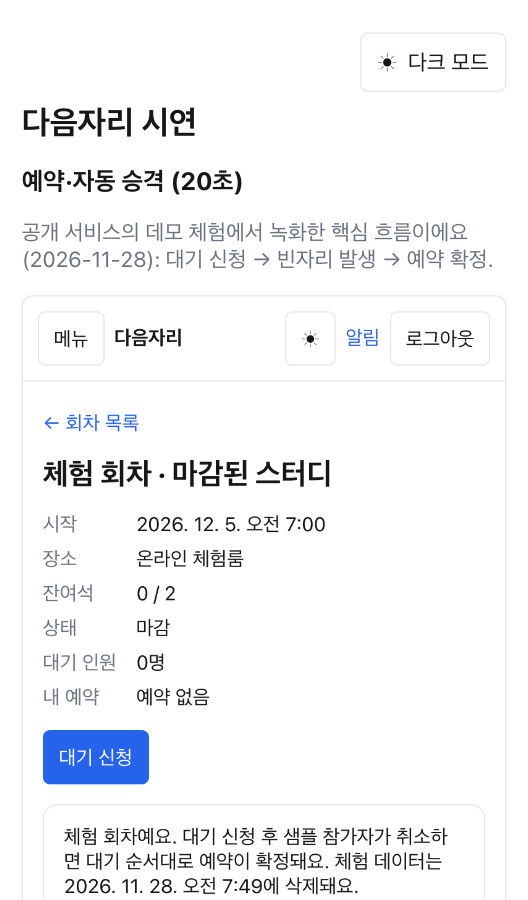 ☀ 다크 모드
다음자리 시연
예약·자동 승격 (20초)
공개 서비스의 데모 체험에서 녹화한 핵심 흐름이에요
(2026-11-28): 대기 신청 → 빈자리 발생 → 예약 확정.
메뉴 다음자리 ☀ 알림 로그아웃
← 회차 목록
체험 회차 · 마감된 스터디
시작 2026. 12. 5. 오전 7:00
장소 온라인 체험룸
잔여석 0 / 2
상태 마감
대기 인원 0명
내 예약 예약 없음
대기 신청
체험 회차예요. 대기 신청 후 샘플 참가자가 취소하
면 대기 순서대로 예약이 확정돼요. 체험 데이터는
2026. 11. 28. 오전 7:49에 삭제돼요.